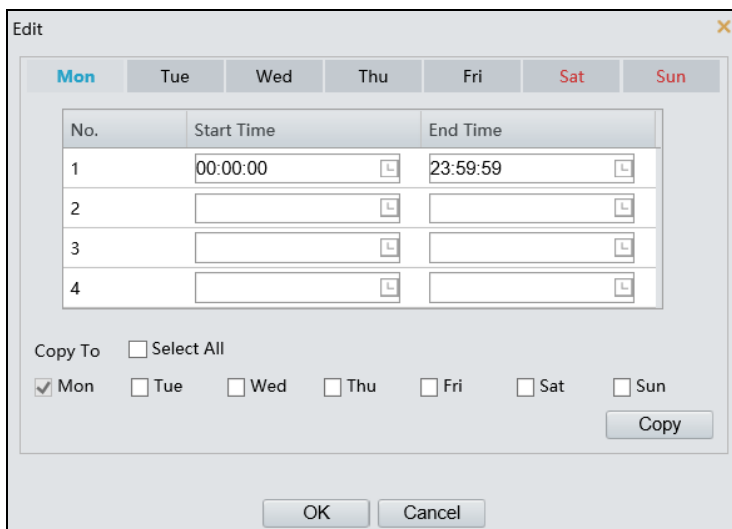 Edit
Mon Tue Wed Thu Fri Sat Sun
No. Start Time End Time
1 00:00:00 23:59:59
2
3
4
Copy To Select All
Mon Tue Wed Thu Fri Sat Sun
Copy
OK Cancel